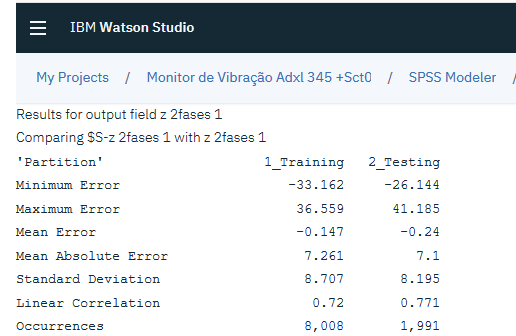 IBM Watson Studio
My Projects / Monitor de Vibração Adxl 345 +Sct0 / SPSS Modeler /
Results for output field z 2fases 1
Comparing $S-z 2fases 1 with z 2fases 1
'Partition' 1_Training 2_Testing
Minimum Error -33.162 -26.144
Maximum Error 36.559 41.185
Mean Error -0.147 -0.24
Mean Absolute Error 7.261 7.1
Standard Deviation 8.707 8.195
Linear Correlation 0.72 0.771
Occurrences 8,008 1,991